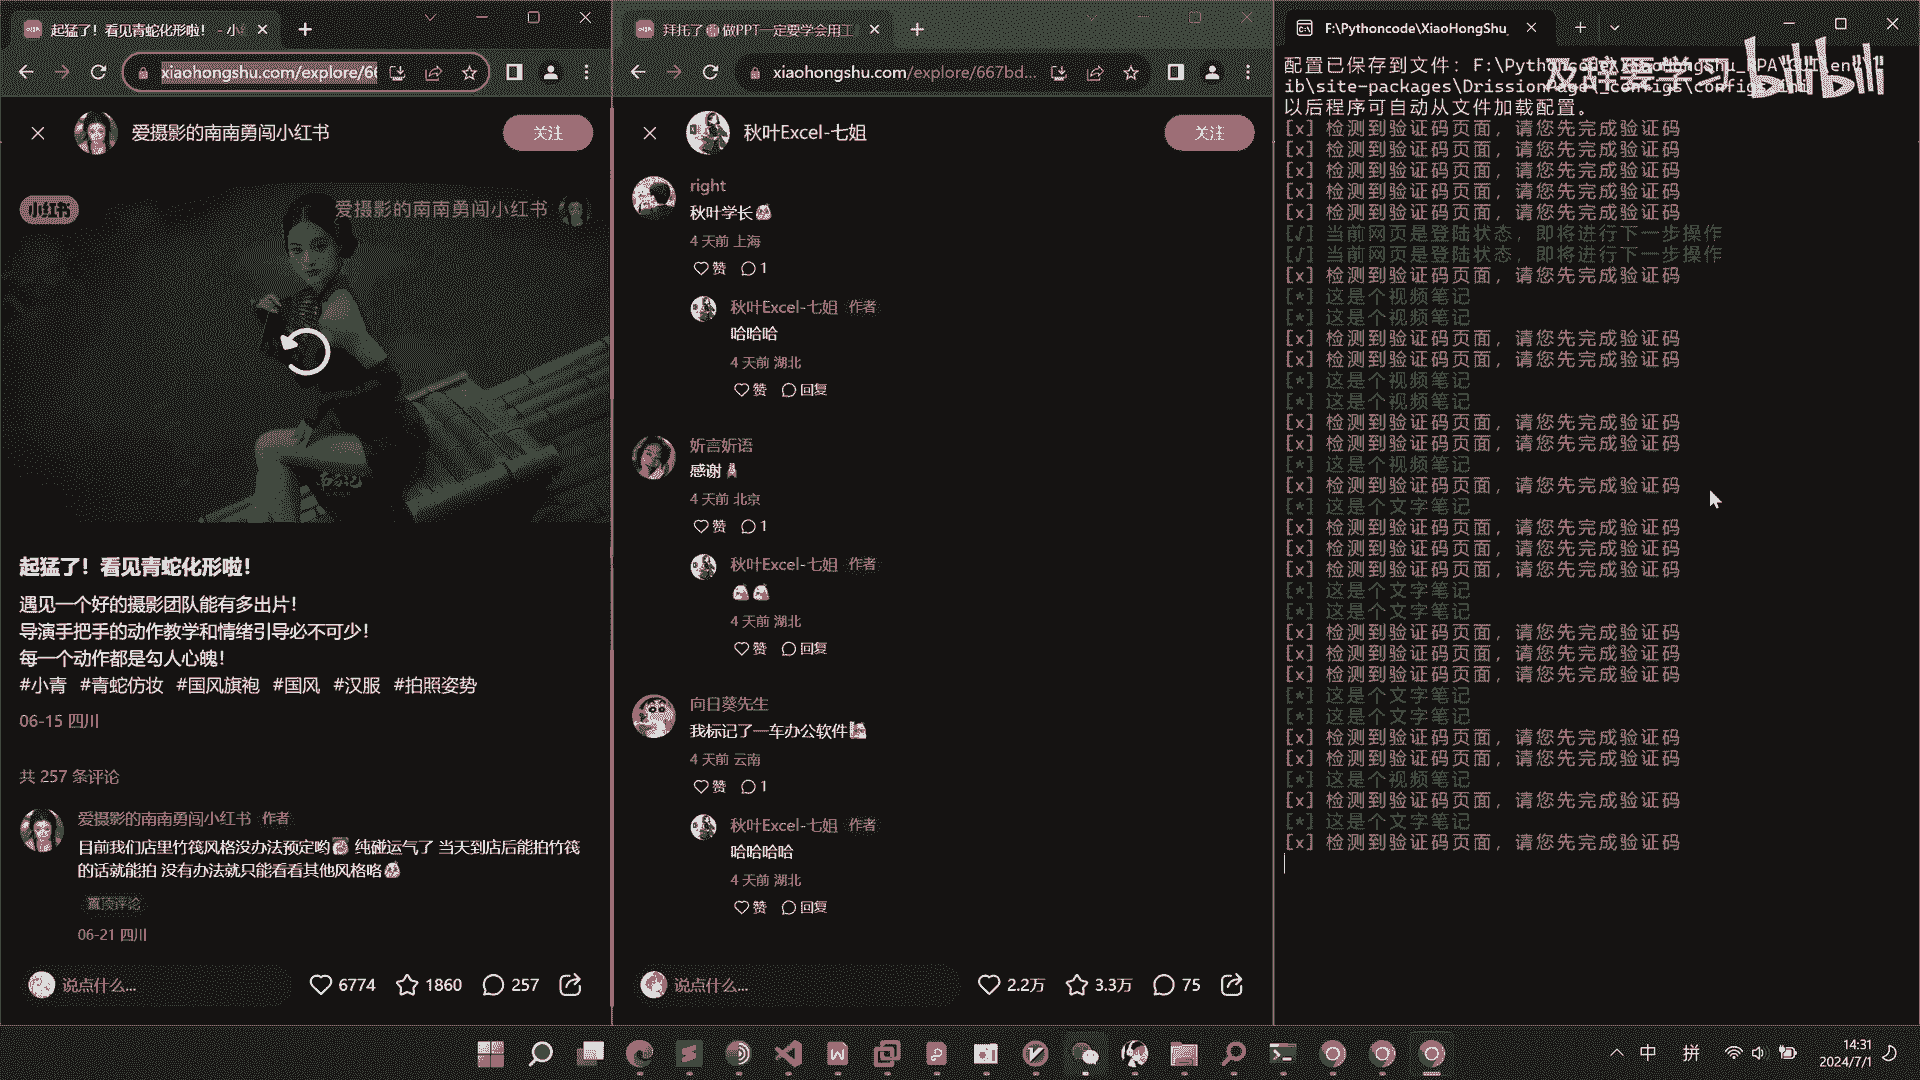 起猛了！看见青蛇化形啦！ - 小
xiaohongshu.com/explore/66
爱摄影的南南勇闯小红书
关注
小红书
爱摄影的南南勇闯小红书
起猛了！看见青蛇化形啦！
遇见一个好的摄影团队能有多出片！
导演手把手的动作教学和情绪引导必不可少！
每一个动作都是勾人心魄！
#小青 #青蛇仿妆 #国风旗袍 #国风 #汉服 #拍照姿势
06-15 四川
共 257 条评论
爱摄影的南南勇闯小红书 作者
目前我们店里竹筏风格没办法预定哟 纯碰运气了 当天到店后能拍竹筏
的话就能拍 没有办法就只能看看其他风格咯
置顶评论
06-21 四川
说点什么...
6774
1860
257
拜托了 做PPT一定要学会用工
xiaohongshu.com/explore/667bd...
秋叶Excel-七姐
关注
right
秋叶学长
4 天前 上海
赞 1
秋叶Excel-七姐 作者
哈哈哈
4 天前 湖北
赞 回复
妡言妡语
感谢
4 天前 北京
赞 1
秋叶Excel-七姐 作者
4 天前 湖北
赞 回复
向日葵先生
我标记了一车办公软件
4 天前 云南
赞 1
秋叶Excel-七姐 作者
哈哈哈哈
4 天前 湖北
赞 回复
说点什么...
2.2万
3.3万
75
F:\Pythoncode\XiaoHongShu_
及辞要学习 bilibili
配置已保存到文件: F:\Pythoncode\XiaoHongShu_
ib\site-packages\DrissionPage\_configs\configs.ini
以后程序可自动从文件加载配置。
[x] 检测到验证码页面，请您先完成验证码
[x] 检测到验证码页面，请您先完成验证码
[x] 检测到验证码页面，请您先完成验证码
[x] 检测到验证码页面，请您先完成验证码
[x] 检测到验证码页面，请您先完成验证码
[√] 当前网页是登陆状态，即将进行下一步操作
[√] 当前网页是登陆状态，即将进行下一步操作
[x] 检测到验证码页面，请您先完成验证码
[*] 这是个视频笔记
[*] 这是个视频笔记
[x] 检测到验证码页面，请您先完成验证码
[x] 检测到验证码页面，请您先完成验证码
[*] 这是个视频笔记
[*] 这是个视频笔记
[x] 检测到验证码页面，请您先完成验证码
[x] 检测到验证码页面，请您先完成验证码
[*] 这是个视频笔记
[x] 检测到验证码页面，请您先完成验证码
[*] 这是个文字笔记
[x] 检测到验证码页面，请您先完成验证码
[x] 检测到验证码页面，请您先完成验证码
[x] 检测到验证码页面，请您先完成验证码
[*] 这是个文字笔记
[*] 这是个文字笔记
[x] 检测到验证码页面，请您先完成验证码
[x] 检测到验证码页面，请您先完成验证码
[x] 检测到验证码页面，请您先完成验证码
[*] 这是个文字笔记
[*] 这是个文字笔记
[x] 检测到验证码页面，请您先完成验证码
[x] 检测到验证码页面，请您先完成验证码
[*] 这是个视频笔记
[x] 检测到验证码页面，请您先完成验证码
[*] 这是个文字笔记
[x] 检测到验证码页面，请您先完成验证码
中
拼
14:31
2024/7/1